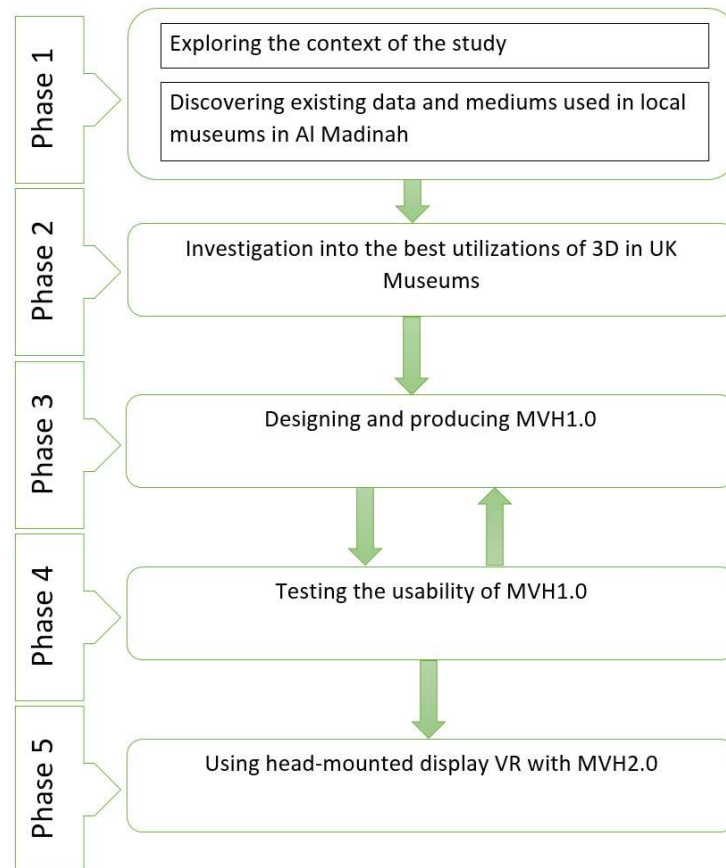 Phase 1
Exploring the context of the study
Discovering existing data and mediums used in local
museums in Al Madinah
Phase 2
Investigation into the best utilizations of 3D in UK
Museums
Phase 3
Designing and producing MVH1.0
Phase 4
Testing the usability of MVH1.0
Phase 5
Using head-mounted display VR with MVH2.0